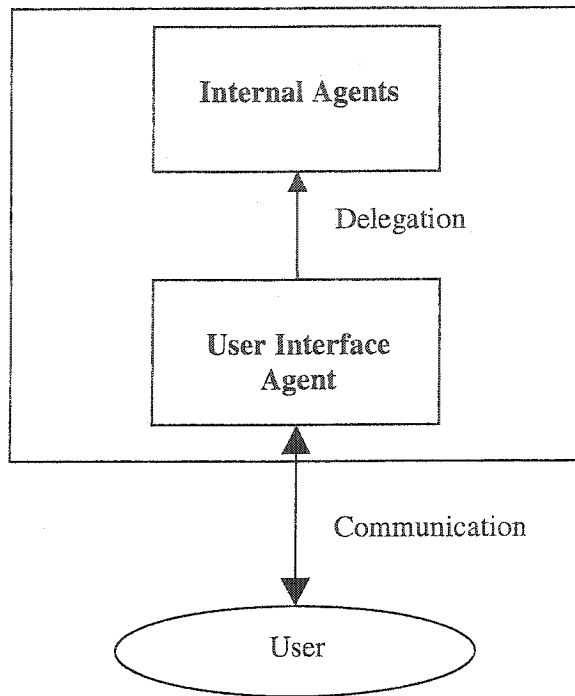 Internal Agents
Delegation
User Interface
Agent
Communication
User